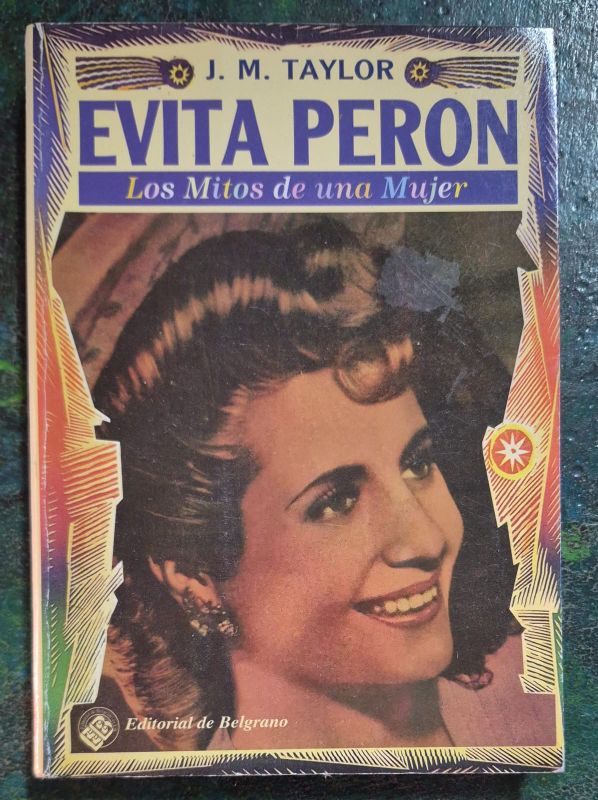 J. M. TAYLOR
EVITA PERON
Los Mitos de una Mujer
Editorial de Belgrano